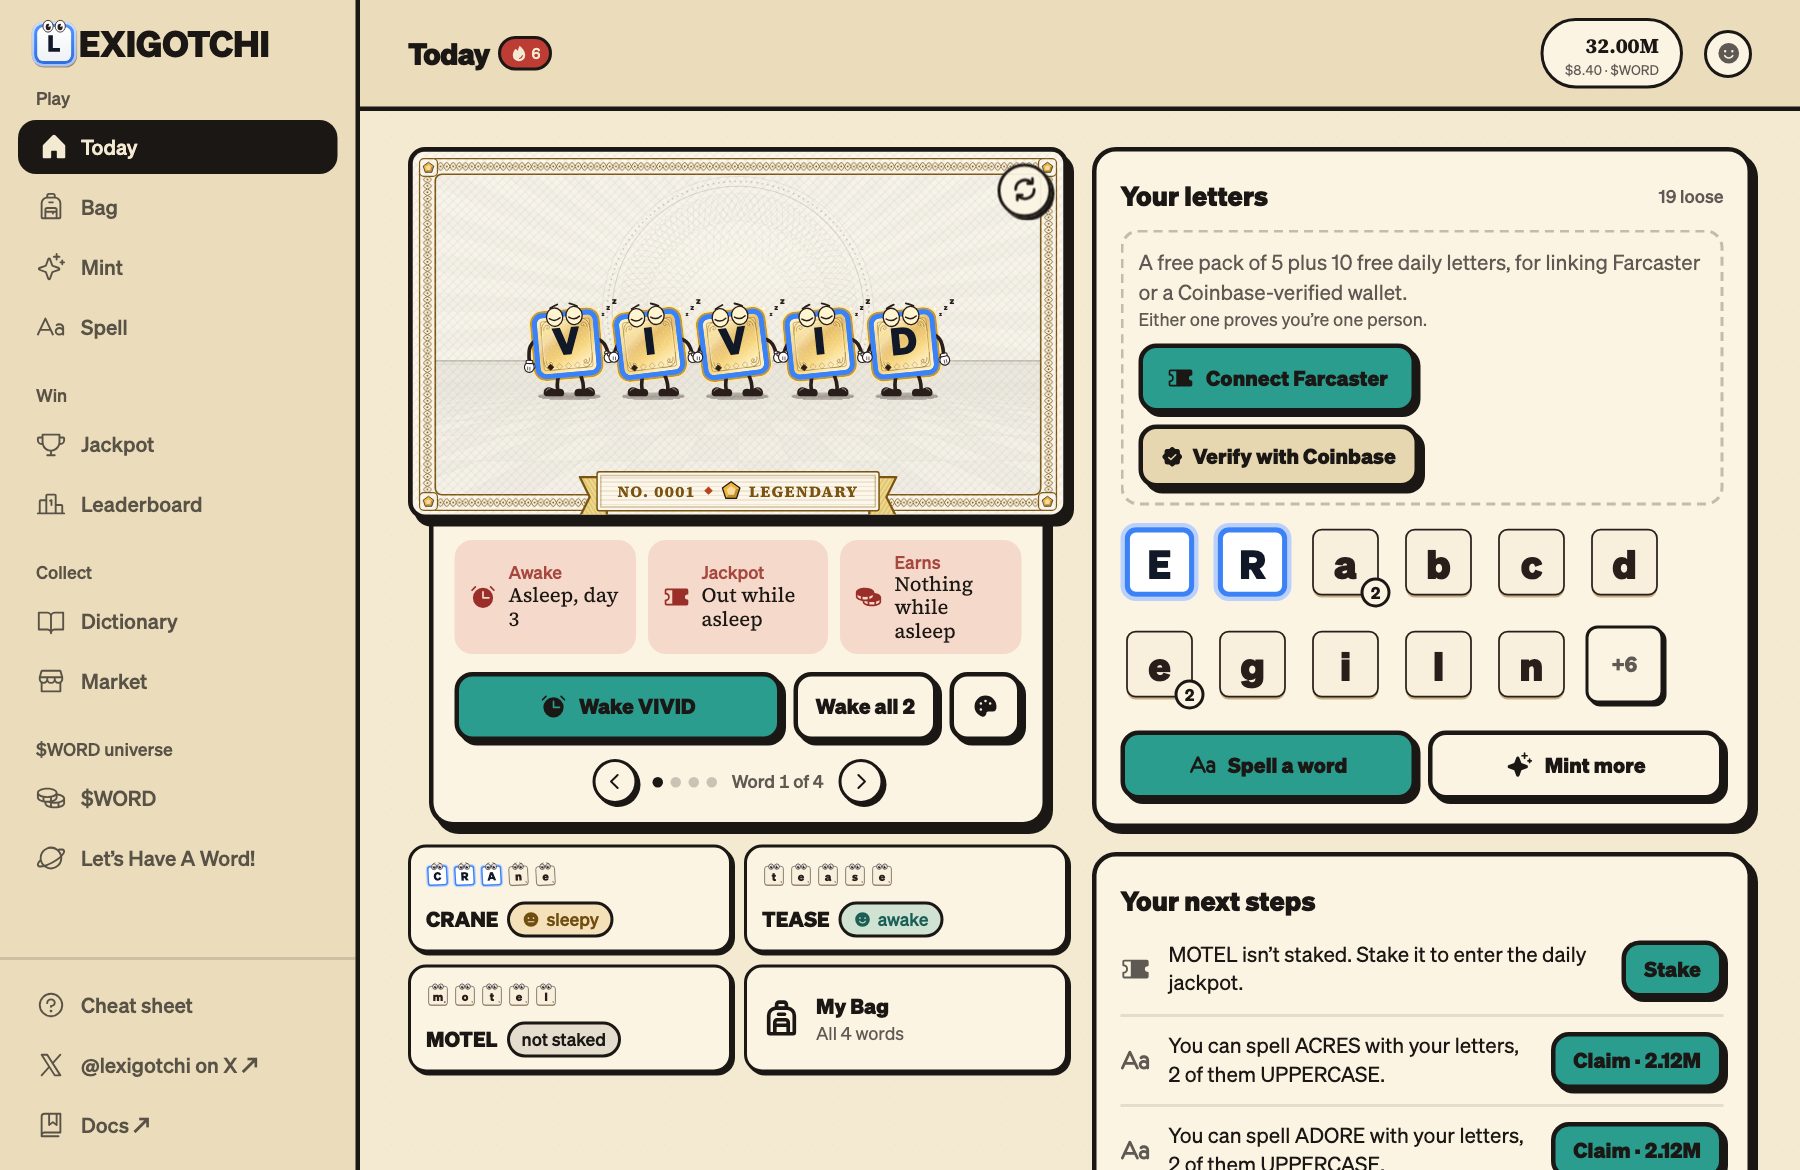 LEXIGOTCHI
Play
Today
Bag
Mint
Aa Spell
Win
Jackpot
Leaderboard
Collect
Dictionary
Market
$WORD universe
$WORD
Let's Have A Word!
Cheat sheet
@lexigotchi on X ↗
Docs ↗
Today 6
32.00M
$8.40 · $WORD
z z z z z z z z z z z z z z z
V I V I D
NO. 0001 ◆ LEGENDARY
Awake
Asleep, day
3
Jackpot
Out while
asleep
Earns
Nothing
while
asleep
Wake VIVID
Wake all 2
Word 1 of 4
C R A n e
CRANE sleepy
t e a s e
TEASE awake
m o t e l
MOTEL not staked
My Bag
All 4 words
Your letters
19 loose
A free pack of 5 plus 10 free daily letters, for linking Farcaster
or a Coinbase-verified wallet.
Either one proves you're one person.
Connect Farcaster
Verify with Coinbase
E R a 2 b c d
e 2 g i l n +6
Aa Spell a word
Mint more
Your next steps
MOTEL isn't staked. Stake it to enter the daily
jackpot.
Stake
Aa You can spell ACRES with your letters,
2 of them UPPERCASE.
Claim · 2.12M
Aa You can spell ADORE with your letters,
2 of them UPPERCASE.
Claim · 2.12M